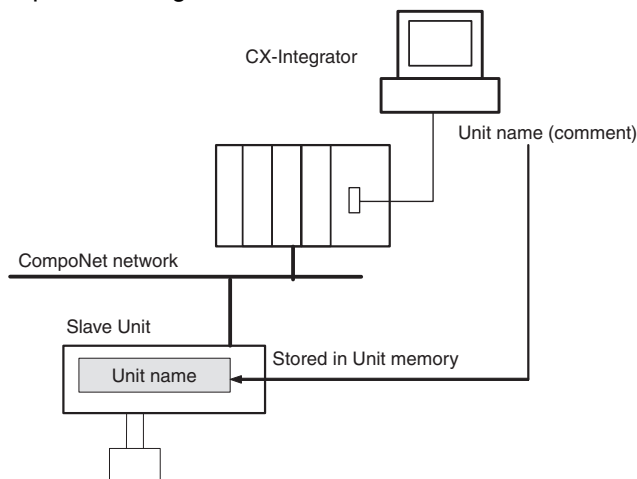 CX-Integrator
Unit name (comment)
CompoNet network
Slave Unit
Stored in Unit memory
Unit name